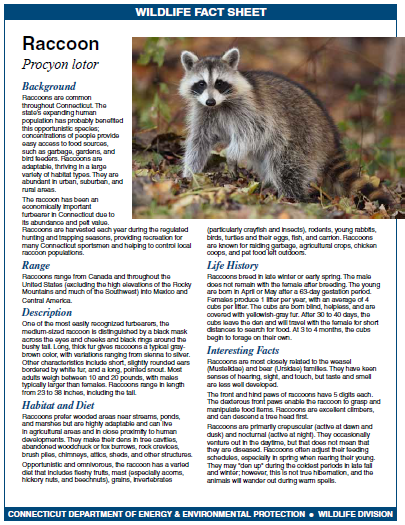 WILDLIFE FACT SHEET
Raccoon
Procyon lotor
Background
Raccoons are common
throughout Connecticut. The
state's expanding human
population has probably benefited
this opportunistic species;
concentrations of people provide
easy access to food sources,
such as garbage, gardens, and
bird feeders. Raccoons are
adaptable, thriving in a large
variety of habitat types. They are
abundant in urban, suburban, and
rural areas.
The raccoon has been an
economically important
furbearer in Connecticut due to
its abundance and pelt value.
Raccoons are harvested each year during the regulated
hunting and trapping seasons, providing recreation for
many Connecticut sportsmen and helping to control local
raccoon populations.
Range
Raccoons range from Canada and throughout the
United States (excluding the high elevations of the Rocky
Mountains and much of the Southwest) into Mexico and
Central America.
Description
One of the most easily recognized furbearers, the
medium-sized raccoon is distinguished by a black mask
across the eyes and cheeks and black rings around the
bushy tail. Long, thick fur gives raccoons a typical gray-
brown color, with variations ranging from sienna to silver.
Other characteristics include short, slightly rounded ears
bordered by white fur, and a long, pointed snout. Most
adults weigh between 10 and 20 pounds, with males
typically larger than females. Raccoons range in length
from 23 to 38 inches, including the tail.
Habitat and Diet
Raccoons prefer wooded areas near streams, ponds,
and marshes but are highly adaptable and can live
in agricultural areas and in close proximity to human
developments. They make their dens in tree cavities,
abandoned woodchuck or fox burrows, rock crevices,
brush piles, chimneys, attics, sheds, and other structures.
Opportunistic and omnivorous, the raccoon has a varied
diet that includes fleshy fruits, mast (especially acorns,
hickory nuts, and beechnuts), grains, invertebrates
(particularly crayfish and insects), rodents, young rabbits,
birds, turtles and their eggs, fish, and carrion. Raccoons
are known for raiding garbage, agricultural crops, chicken
coops, and pet food left outdoors.
Life History
Raccoons breed in late winter or early spring. The male
does not remain with the female after breeding. The young
are born in April or May after a 63-day gestation period.
Females produce 1 litter per year, with an average of 4
cubs per litter. The cubs are born blind, helpless, and are
covered with yellowish-gray fur. After 30 to 40 days, the
cubs leave the den and will travel with the female for short
distances to search for food. At 3 to 4 months, the cubs
begin to forage on their own.
Interesting Facts
Raccoons are most closely related to the weasel
(Mustelidae) and bear (Ursidae) families. They have keen
senses of hearing, sight, and touch, but taste and smell
are less well developed.
The front and hind paws of raccoons have 5 digits each.
The dexterous front paws enable the raccoon to grasp and
manipulate food items. Raccoons are excellent climbers,
and can descend a tree head first.
Raccoons are primarily crepuscular (active at dawn and
dusk) and nocturnal (active at night). They occasionally
venture out in the daytime, but that does not mean that
they are diseased. Raccoons often adjust their feeding
schedules, especially in spring when rearing their young.
They may "den up" during the coldest periods in late fall
and winter; however, this is not true hibernation, and the
animals will wander out during warm spells.
CONNECTICUT DEPARTMENT OF ENERGY & ENVIRONMENTAL PROTECTION ● WILDLIFE DIVISION